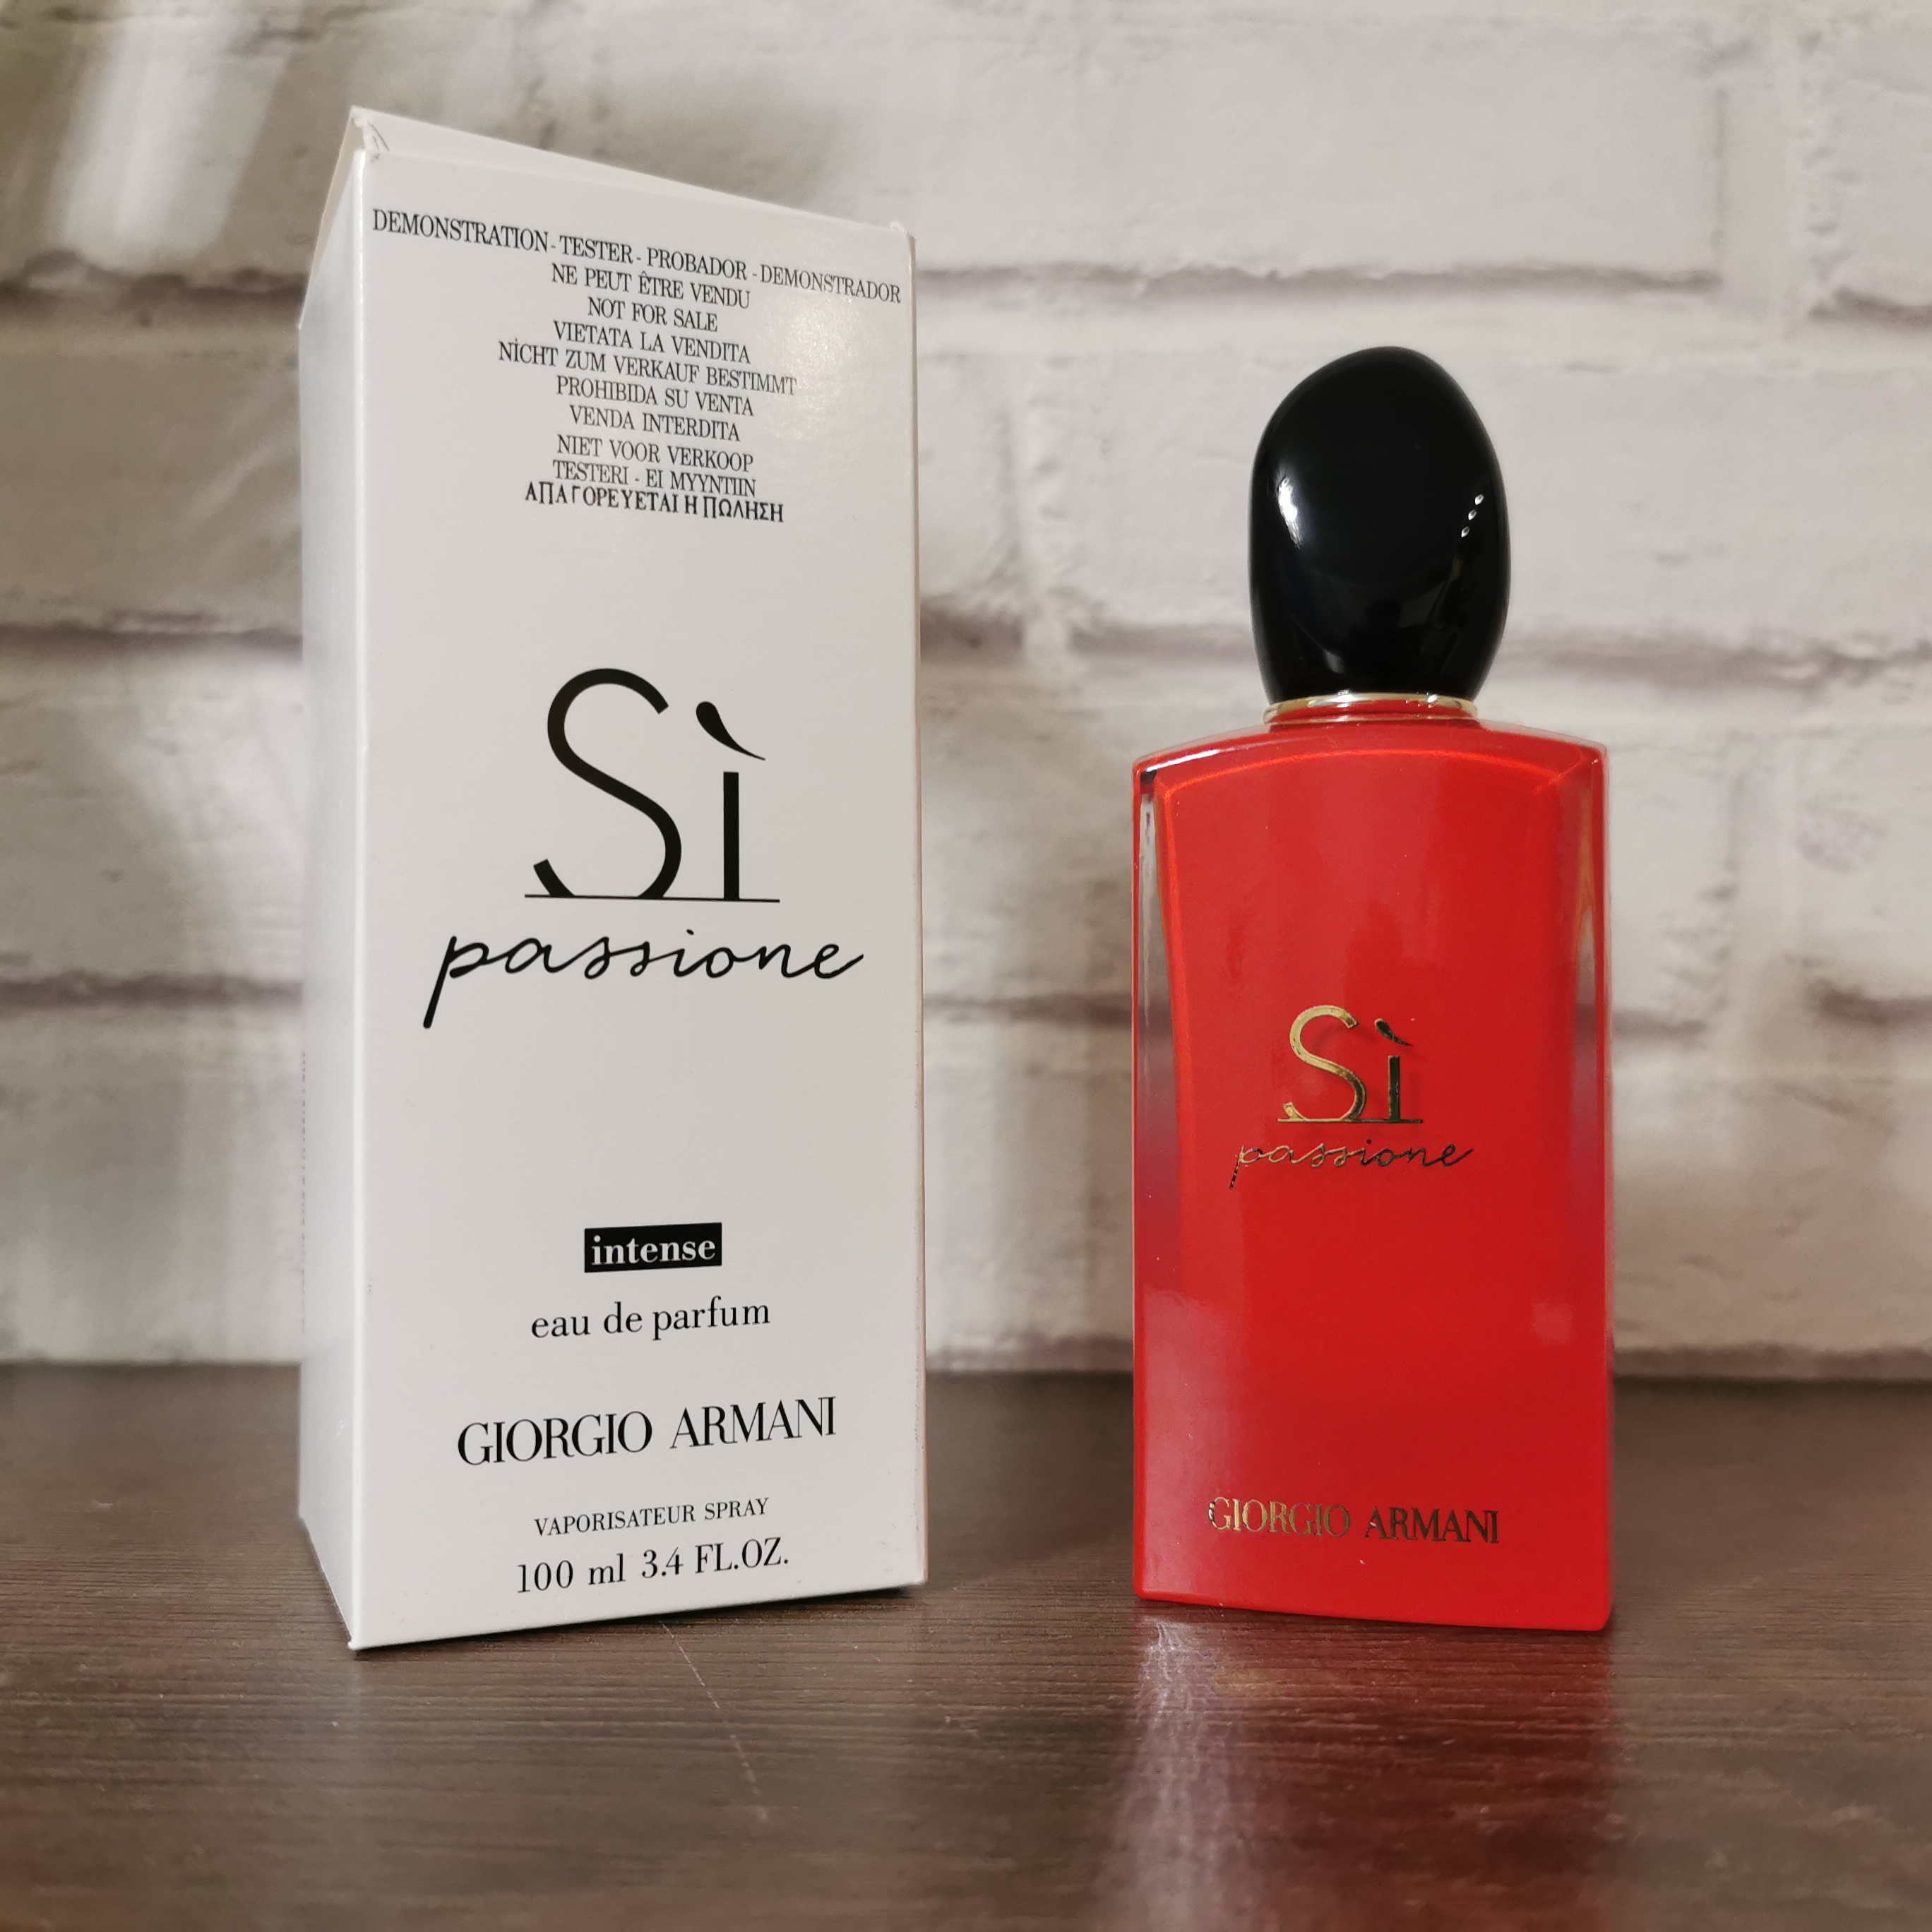 DEMONSTRATION - TESTER - PROBADOR - DEMONSTRADOR
NE PEUT ÊTRE VENDU
NOT FOR SALE
VIETATA LA VENDITA
NİCHT ZUM VERKAUF BESTIMMT
PROHIBIDA SU VENTA
VENDA INTERDITA
NIET VOOR VERKOOP
TESTERI - EI MYYNTIIN
ΑΠΑΓΟΡΕΥΕΤΑΙ Η ΠΩΛΗΣΗ
Sì
passione
intense
eau de parfum
GIORGIO ARMANI
VAPORISATEUR SPRAY
100 ml 3.4 FL.OZ.
Sì
passione
GIORGIO ARMANI